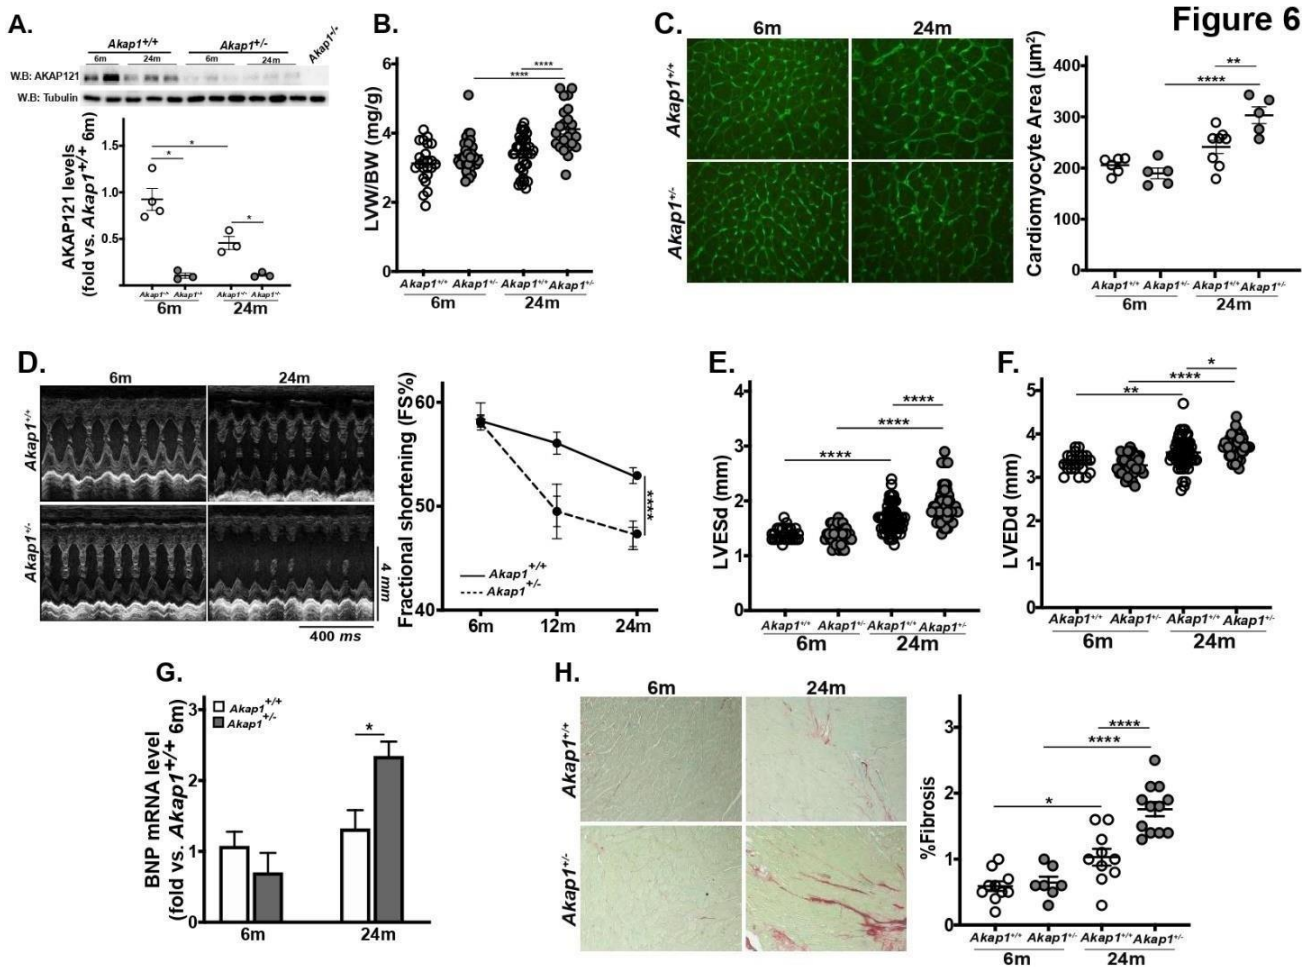 Figure 6
A.
Akap1+/+ Akap1+/- Akap1-/-
6m 24m 6m 24m
W.B: AKAP121
W.B: Tubulin
AKAP121 levels
(fold vs. Akap1+/+ 6m)
1.5
1.0
0.5
*
*
*
6m 24m
B.
LVW/BW (mg/g)
8
6
4
2
0
****
****
Akap1+/+ Akap1+/- Akap1+/+ Akap1+/-
6m 24m
C.
6m 24m
Akap1+/+
Akap1+/-
Cardiomyocyte Area (µm²)
400
300
200
100
0
**
****
Akap1+/+ Akap1+/- Akap1+/+ Akap1+/-
6m 24m
D.
6m 24m
Akap1+/+
Akap1+/-
4 mm
400 ms
Fractional shortening (FS%)
60
50
40
****
Akap1+/+
Akap1+/-
6m 12m 24m
E.
LVESd (mm)
4
3
2
1
0
****
****
****
Akap1+/+ Akap1+/- Akap1+/+ Akap1+/-
6m 24m
F.
LVEDd (mm)
5
4
3
2
1
0
*
****
**
Akap1+/+ Akap1+/- Akap1+/+ Akap1+/-
6m 24m
G.
BNP mRNA level
(fold vs. Akap1+/+ 6m)
3
2
1
0
Akap1+/+
Akap1+/-
*
6m 24m
H.
6m 24m
Akap1+/+
Akap1+/-
%Fibrosis
3
2
1
0
****
****
*
Akap1+/+ Akap1+/- Akap1+/+ Akap1+/-
6m 24m